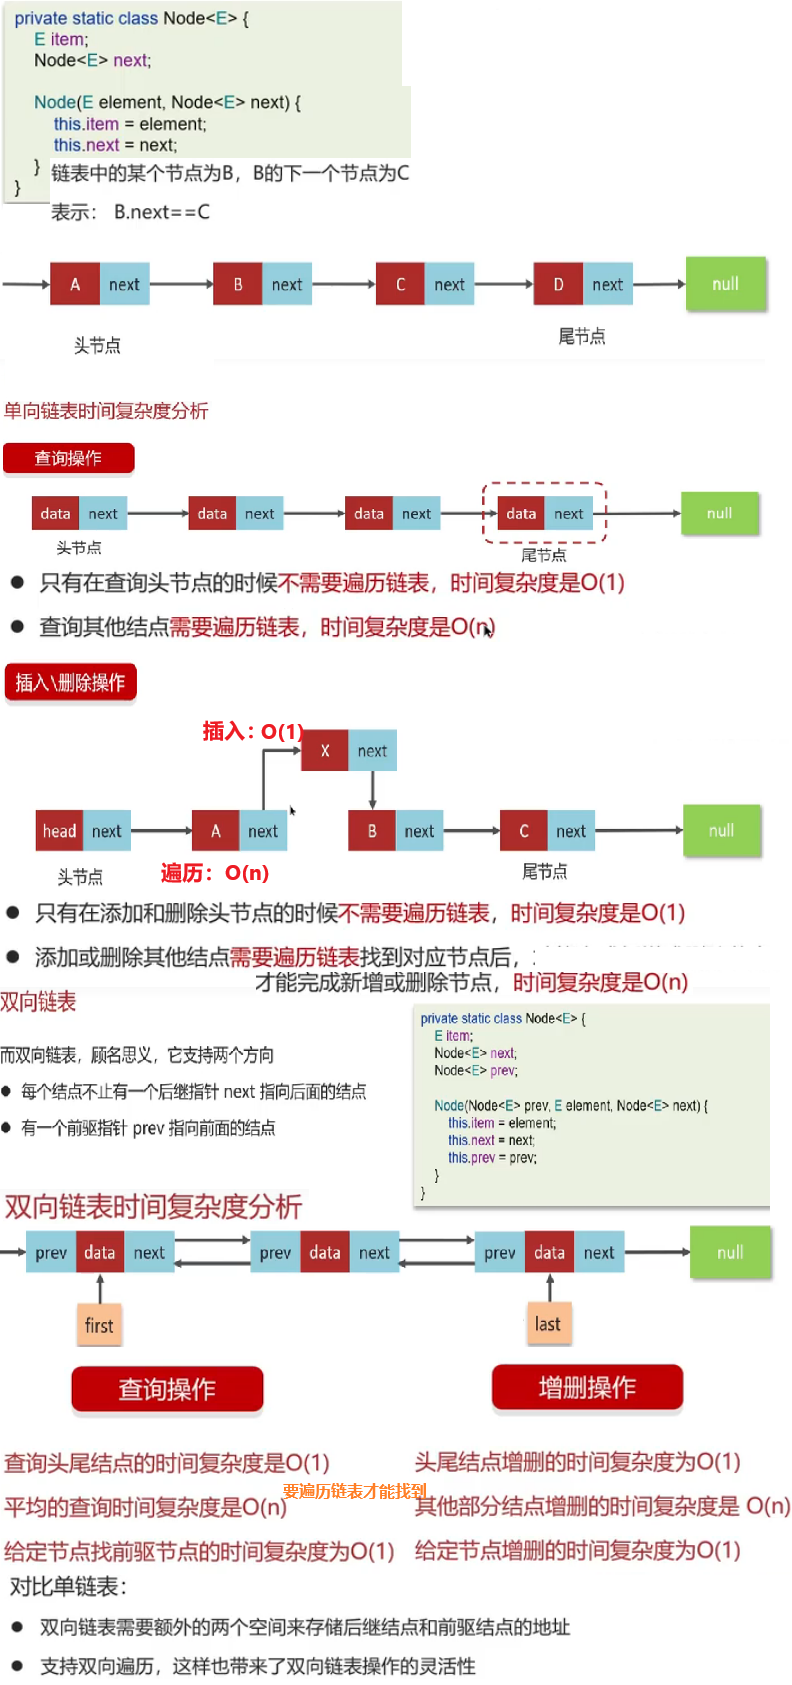 private static class Node<E> {
E item;
Node<E> next;
Node(E element, Node<E> next) {
this.item = element;
this.next = next;
}
}
链表中的某个节点为B，B的下一个节点为C
表示： B.next==C
A next B next C next D next null
头节点 尾节点
单向链表时间复杂度分析
查询操作
data next data next data next data next null
头节点 尾节点
● 只有在查询头节点的时候不需要遍历链表，时间复杂度是O(1)
● 查询其他结点需要遍历链表，时间复杂度是O(n)
插入\删除操作
插入：O(1)
X next
head next A next B next C next null
头节点 遍历：O(n) 尾节点
● 只有在添加和删除头节点的时候不需要遍历链表，时间复杂度是O(1)
● 添加或删除其他结点需要遍历链表找到对应节点后，
才能完成新增或删除节点，时间复杂度是O(n)
双向链表
而双向链表，顾名思义，它支持两个方向
● 每个结点不止有一个后继指针 next 指向后面的结点
● 有一个前驱指针 prev 指向前面的结点
private static class Node<E> {
E item;
Node<E> next;
Node<E> prev;
Node(Node<E> prev, E element, Node<E> next) {
this.item = element;
this.next = next;
this.prev = prev;
}
}
双向链表时间复杂度分析
prev data next prev data next prev data next null
first last
查询操作
查询头尾结点的时间复杂度是O(1)
平均的查询时间复杂度是O(n)
要遍历链表才能找到
给定节点找前驱节点的时间复杂度为O(1)
增删操作
头尾结点增删的时间复杂度为O(1)
其他部分结点增删的时间复杂度是 O(n)
给定节点增删的时间复杂度为O(1)
对比单链表：
● 双向链表需要额外的两个空间来存储后继结点和前驱结点的地址
● 支持双向遍历，这样也带来了双向链表操作的灵活性